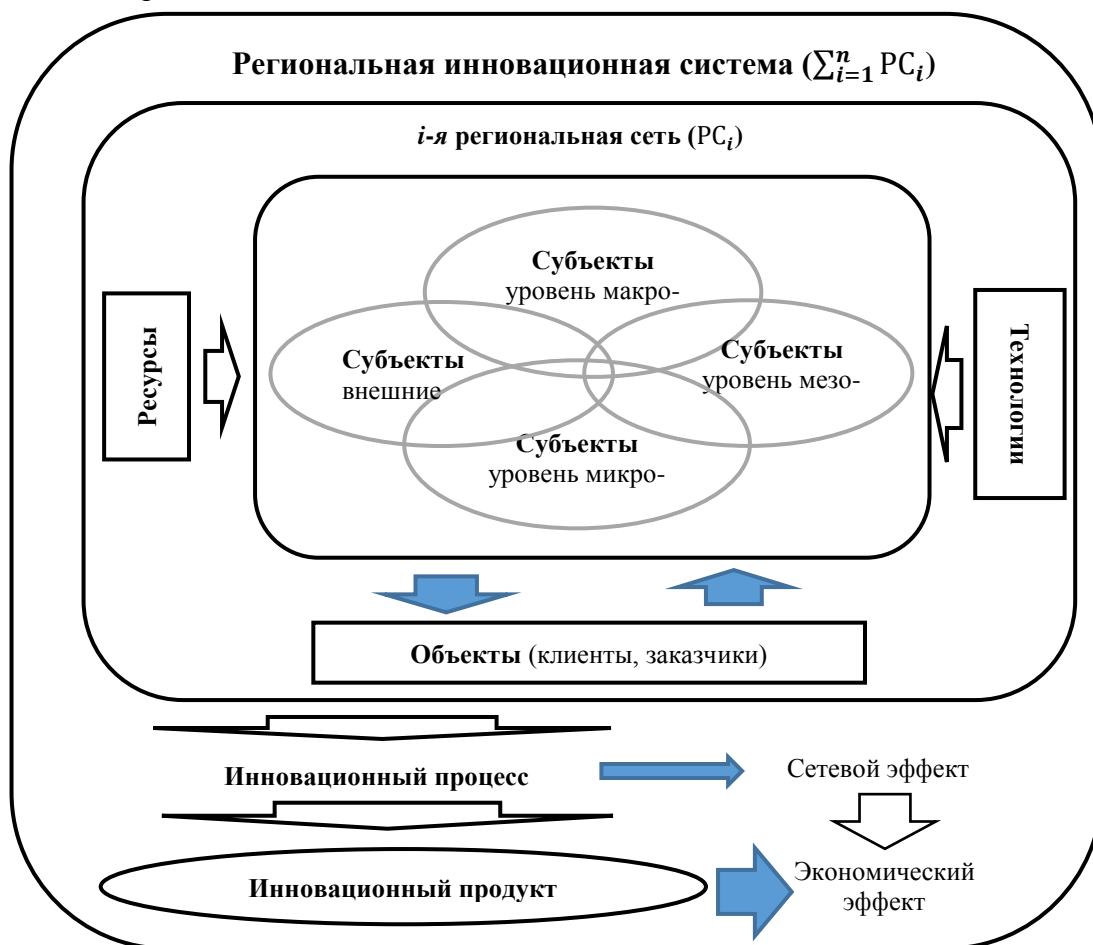 Региональная инновационная система (∑ⁿᵢ₌₁ РСᵢ)
i-я региональная сеть (РСᵢ)
Субъекты
уровень макро-
Ресурсы
Субъекты
внешние
Субъекты
уровень мезо-
Технологии
Субъекты
уровень микро-
Объекты (клиенты, заказчики)
Инновационный процесс
Сетевой эффект
Инновационный продукт
Экономический
эффект